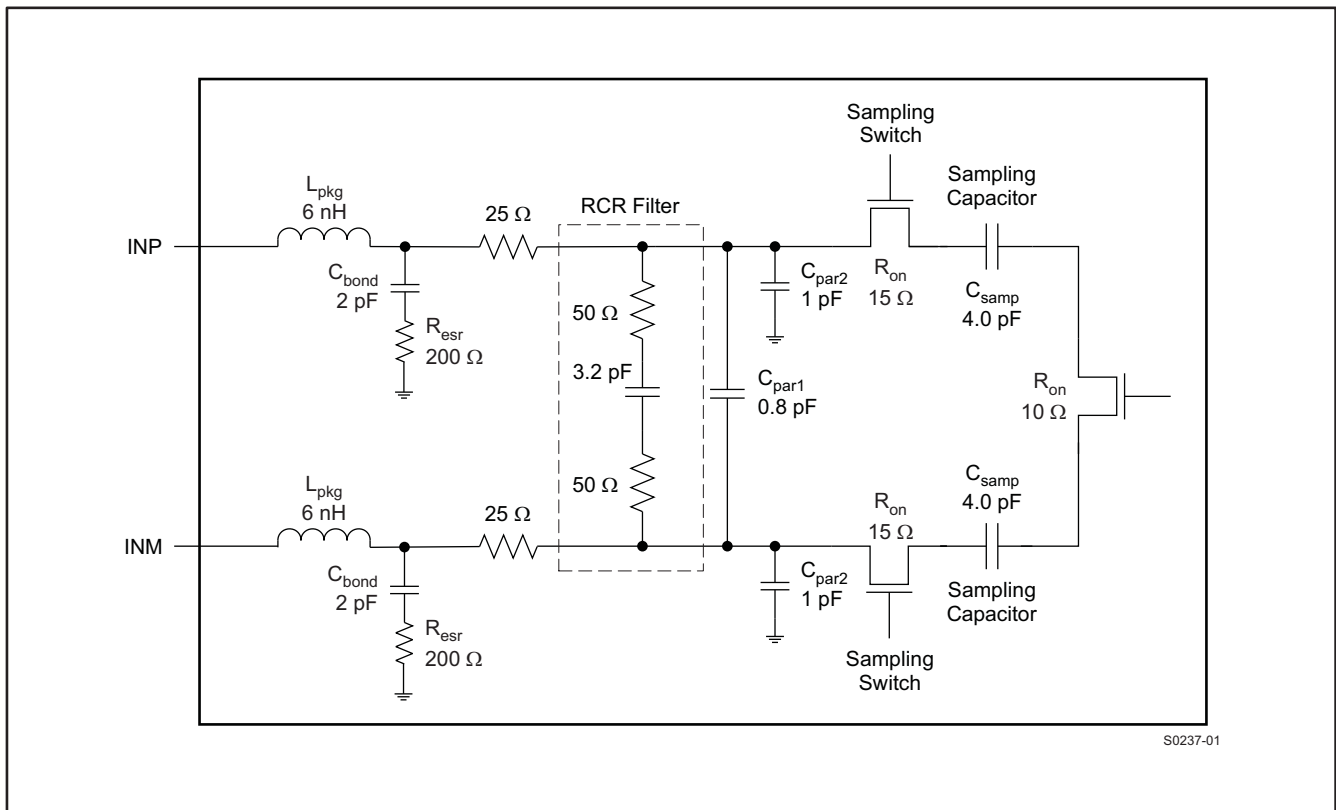 Sampling
Switch
Sampling
Capacitor
L_pkg
6 nH
25 Ω
RCR Filter
INP
C_bond
2 pF
R_esr
200 Ω
50 Ω
3.2 pF
50 Ω
C_par1
0.8 pF
C_par2
1 pF
R_on
15 Ω
C_samp
4.0 pF
R_on
10 Ω
L_pkg
6 nH
25 Ω
INM
C_bond
2 pF
R_esr
200 Ω
C_par2
1 pF
R_on
15 Ω
C_samp
4.0 pF
Sampling
Capacitor
Sampling
Switch
S0237-01